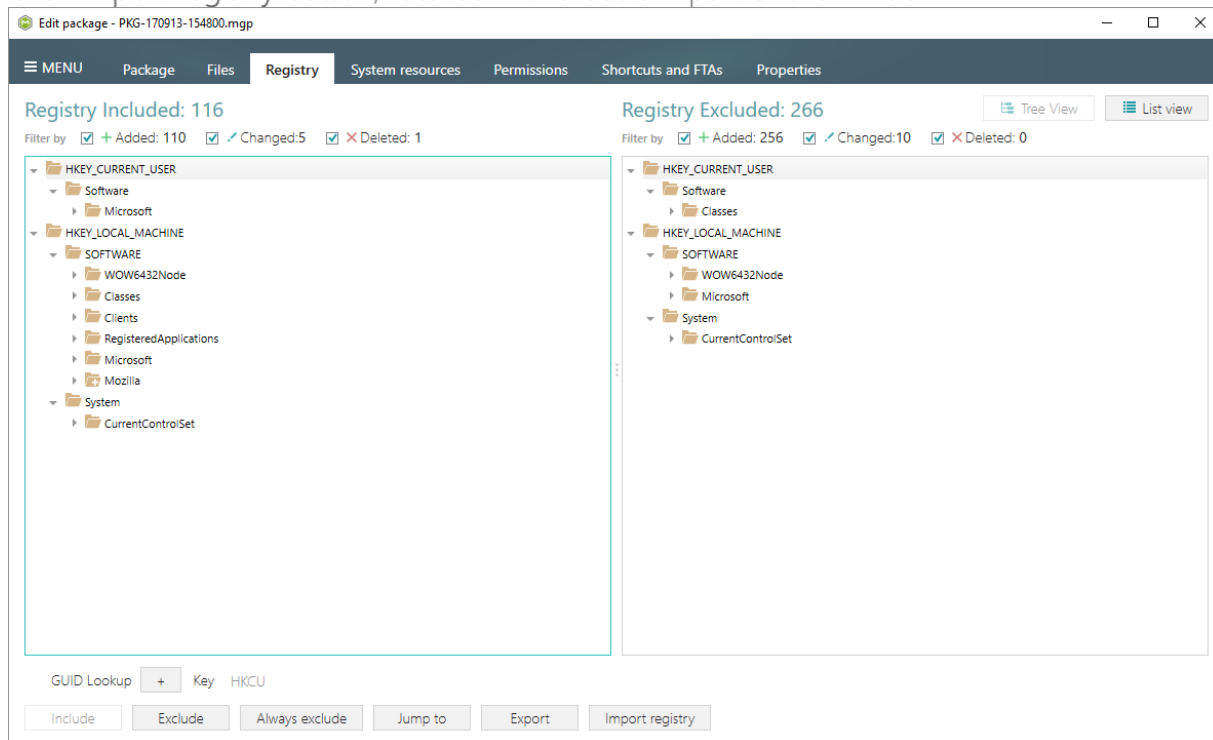 Edit package - PKG-170913-154800.mgp
MENU Package Files Registry System resources Permissions Shortcuts and FTAs Properties
Registry Included: 116
Filter by + Added: 110 Changed:5 Deleted: 1
HKEY_CURRENT_USER
Software
Microsoft
HKEY_LOCAL_MACHINE
SOFTWARE
WOW6432Node
Classes
Clients
RegisteredApplications
Microsoft
Mozilla
System
CurrentControlSet
Registry Excluded: 266
Tree View List view
Filter by + Added: 256 Changed:10 Deleted: 0
HKEY_CURRENT_USER
Software
Classes
HKEY_LOCAL_MACHINE
SOFTWARE
WOW6432Node
Microsoft
System
CurrentControlSet
GUID Lookup + Key HKCU
Include Exclude Always exclude Jump to Export Import registry